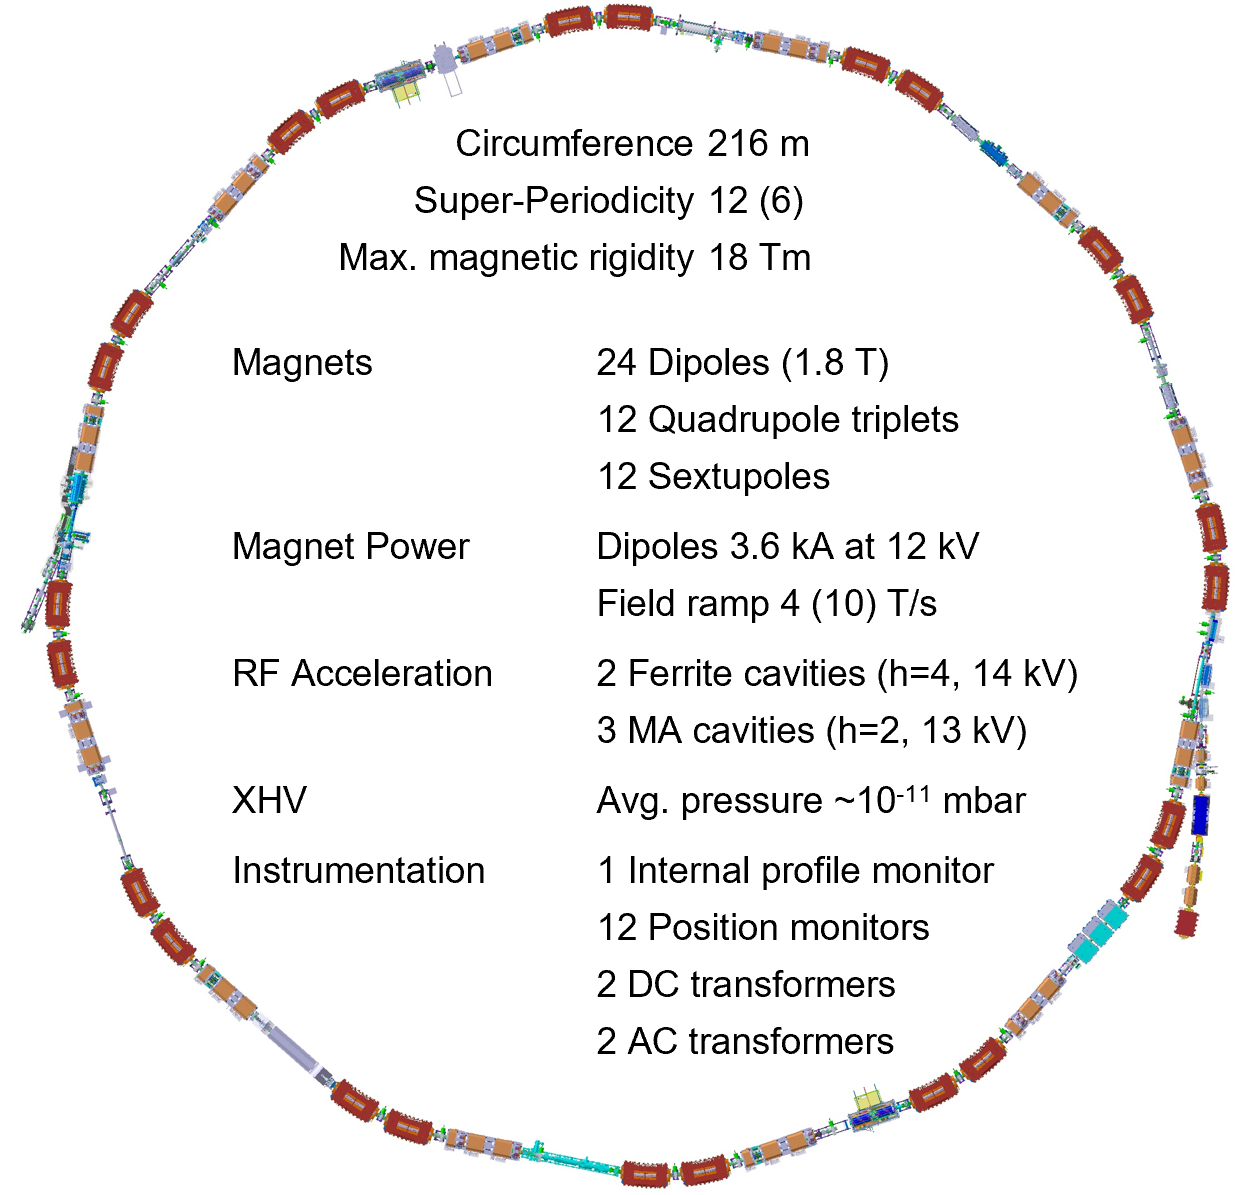 Circumference 216 m
Super-Periodicity 12 (6)
Max. magnetic rigidity 18 Tm
Magnets 24 Dipoles (1.8 T)
12 Quadrupole triplets
12 Sextupoles
Magnet Power Dipoles 3.6 kA at 12 kV
Field ramp 4 (10) T/s
RF Acceleration 2 Ferrite cavities (h=4, 14 kV)
3 MA cavities (h=2, 13 kV)
XHV Avg. pressure ~10⁻¹¹ mbar
Instrumentation 1 Internal profile monitor
12 Position monitors
2 DC transformers
2 AC transformers